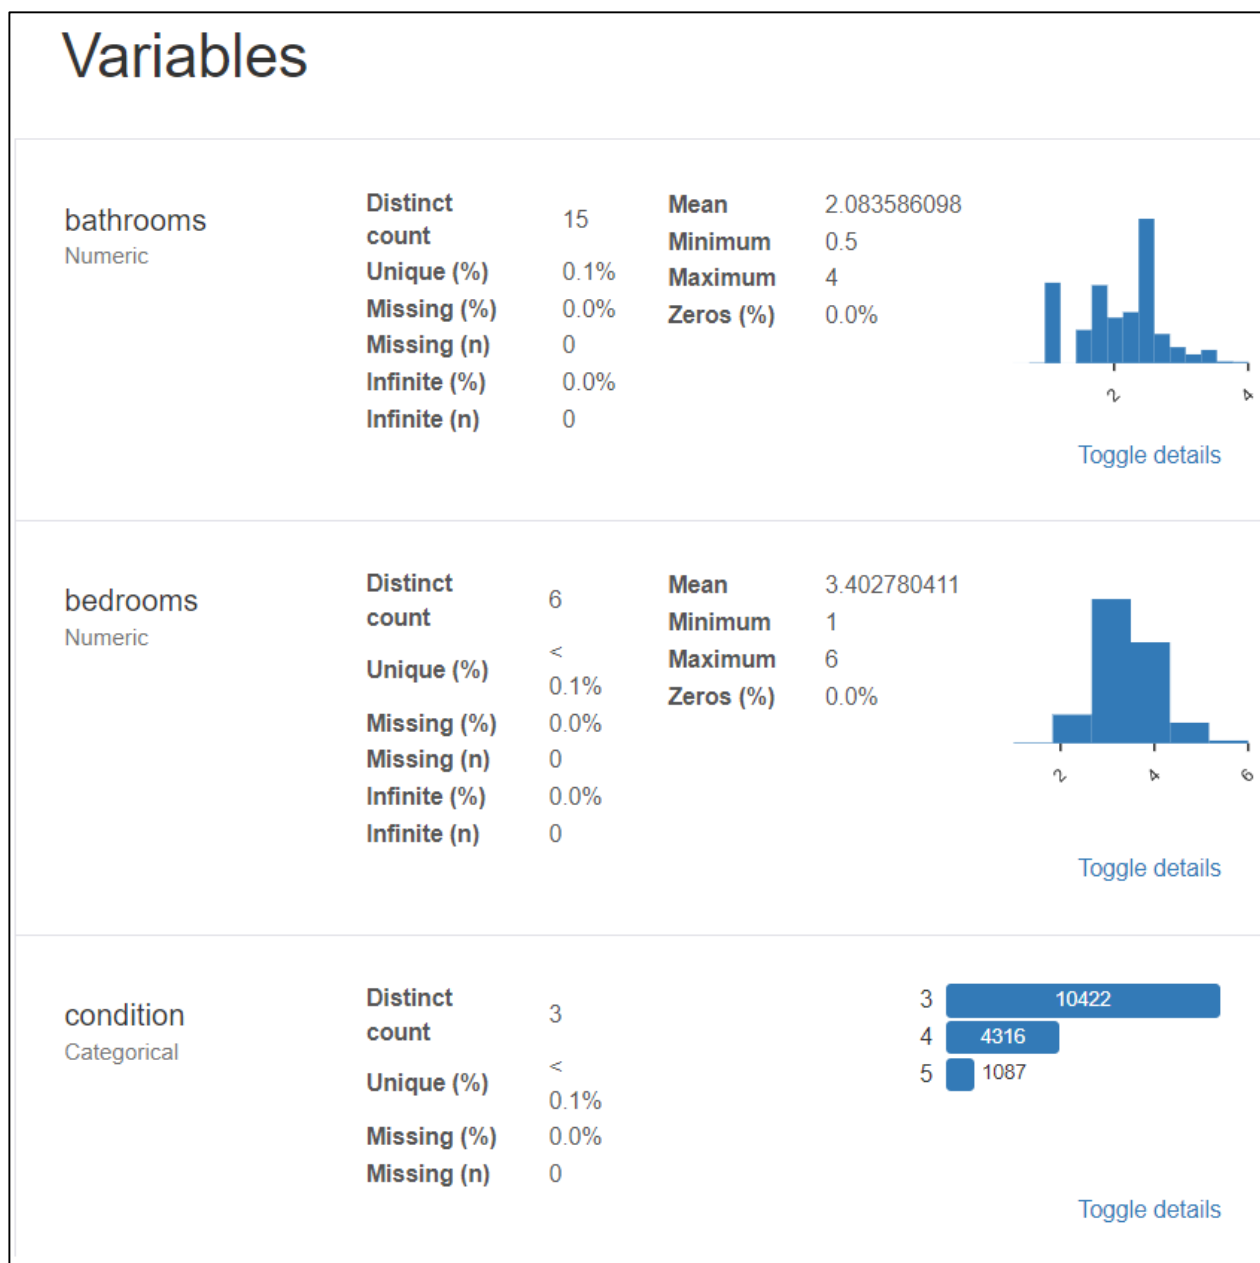 Variables
bathrooms
Numeric
Distinct
count
15
Unique (%) 0.1%
Missing (%) 0.0%
Missing (n) 0
Infinite (%) 0.0%
Infinite (n) 0
Mean 2.083586098
Minimum 0.5
Maximum 4
Zeros (%) 0.0%
2 4
Toggle details
bedrooms
Numeric
Distinct
count
6
Unique (%)
<
0.1%
Missing (%) 0.0%
Missing (n) 0
Infinite (%) 0.0%
Infinite (n) 0
Mean 3.402780411
Minimum 1
Maximum 6
Zeros (%) 0.0%
2 4 6
Toggle details
condition
Categorical
Distinct
count
3
Unique (%)
<
0.1%
Missing (%) 0.0%
Missing (n) 0
3 10422
4 4316
5 1087
Toggle details